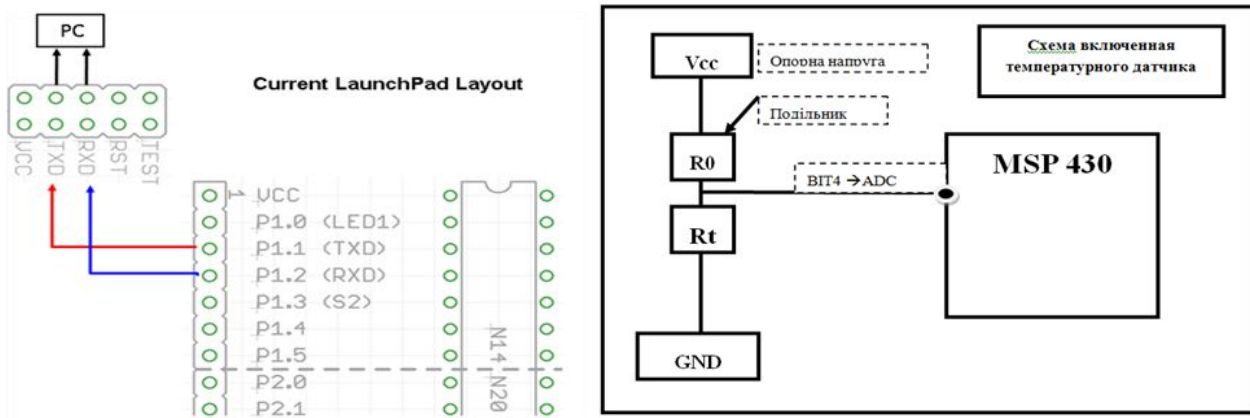 PC
Current LaunchPad Layout
VCC
TXD
RXD
RST
TEST
1 VCC
P1.0 (LED1)
P1.1 (TXD)
P1.2 (RXD)
P1.3 (S2)
P1.4
P1.5
P2.0
P2.1
N14
N20
Vcc
Опорна напруга
Схема включенная
температурного датчика
Подільник
R0
BIT4 →ADC
MSP 430
Rt
GND